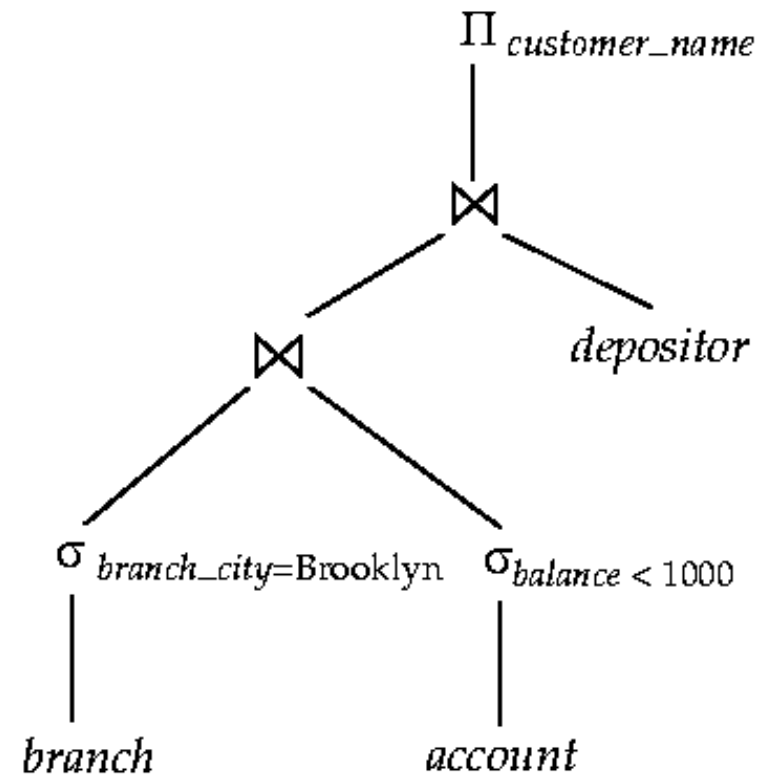 Π customer_name
⋈
depositor
⋈
σ branch_city=Brooklyn
σ balance < 1000
branch
account